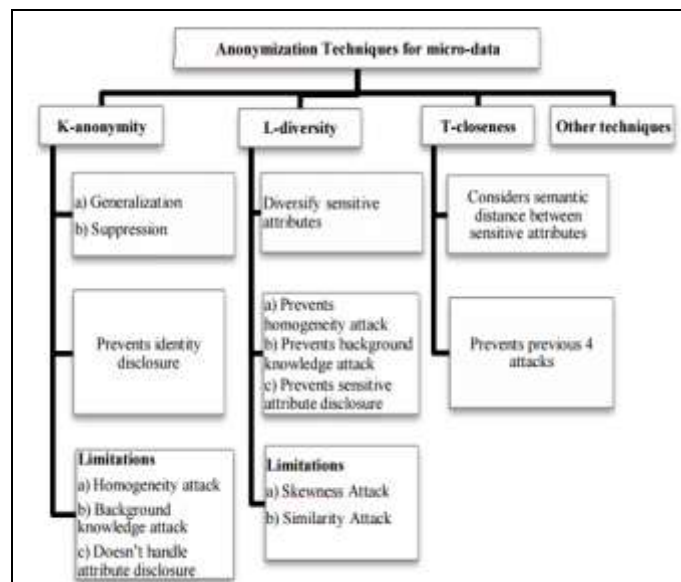 Anonymization Techniques for micro-data
K-anonymity
L-diversity
T-closeness
Other techniques
a) Generalization
b) Suppression
Diversify sensitive
attributes
Considers semantic
distance between
sensitive attributes
Prevents identity
disclosure
a) Prevents
homogeneity attack
b) Prevents background
knowledge attack
c) Prevents sensitive
attribute disclosure
Prevents previous 4
attacks
Limitations
a) Homogeneity attack
b) Background
knowledge attack
c) Doesn't handle
attribute disclosure
Limitations
a) Skewness Attack
b) Similarity Attack